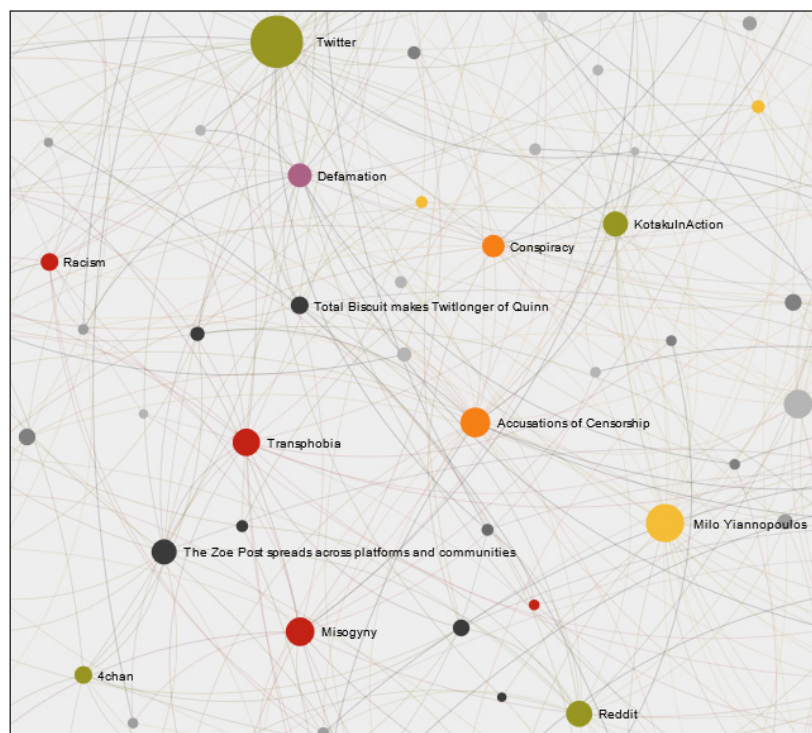 Twitter
Defamation
KotakuInAction
Conspiracy
Racism
Total Biscuit makes Twitlonger of Quinn
Accusations of Censorship
Transphobia
Milo Yiannopoulos
The Zoe Post spreads across platforms and communities
Misogyny
4chan
Reddit